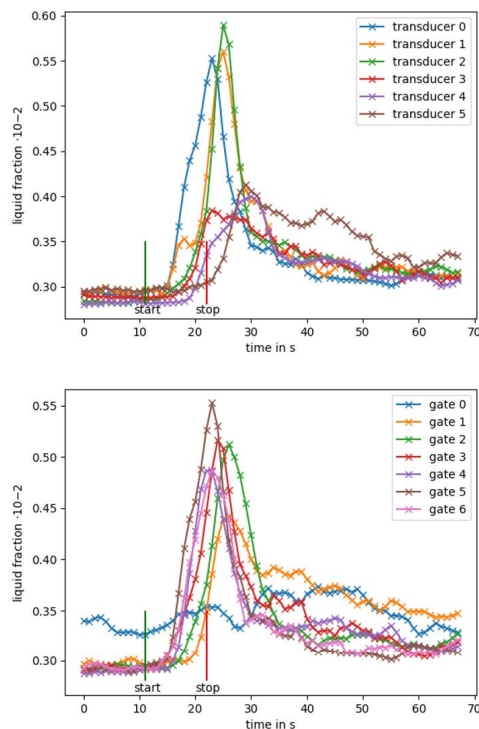 0.60
0.55
0.50
0.45
0.40
0.35
0.30
liquid fraction ·10−2
transducer 0
transducer 1
transducer 2
transducer 3
transducer 4
transducer 5
start
stop
0 10 20 30 40 50 60 70
time in s
0.55
0.50
0.45
0.40
0.35
0.30
liquid fraction ·10−2
gate 0
gate 1
gate 2
gate 3
gate 4
gate 5
gate 6
start
stop
0 10 20 30 40 50 60 70
time in s